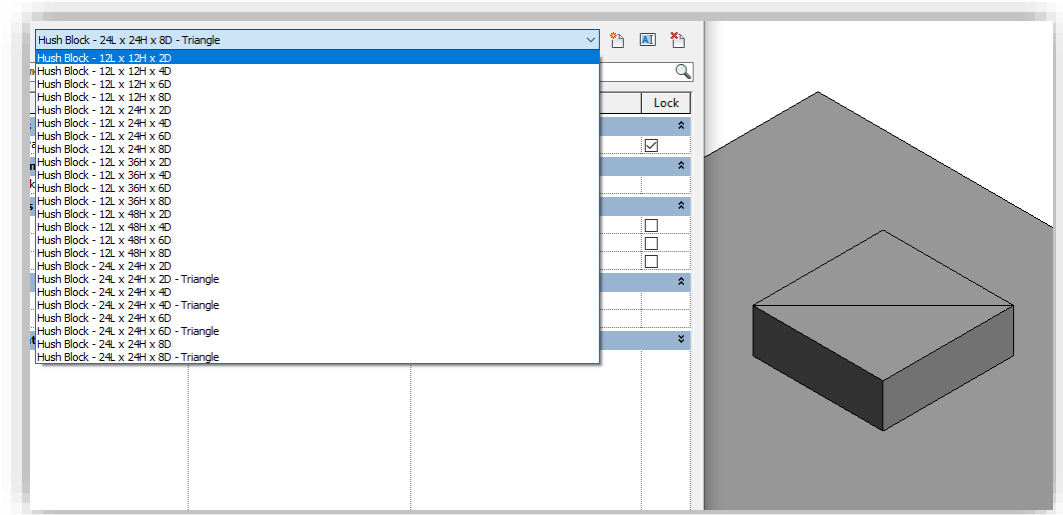 Hush Block - 24L x 24H x 8D - Triangle
Hush Block - 12L x 12H x 2D
Hush Block - 12L x 12H x 4D
Hush Block - 12L x 12H x 6D
Hush Block - 12L x 12H x 8D
Hush Block - 12L x 24H x 2D
Hush Block - 12L x 24H x 4D
Hush Block - 12L x 24H x 6D
Hush Block - 12L x 24H x 8D
Hush Block - 12L x 36H x 2D
Hush Block - 12L x 36H x 4D
Hush Block - 12L x 36H x 6D
Hush Block - 12L x 36H x 8D
Hush Block - 12L x 48H x 2D
Hush Block - 12L x 48H x 4D
Hush Block - 12L x 48H x 6D
Hush Block - 12L x 48H x 8D
Hush Block - 24L x 24H x 2D
Hush Block - 24L x 24H x 2D - Triangle
Hush Block - 24L x 24H x 4D
Hush Block - 24L x 24H x 4D - Triangle
Hush Block - 24L x 24H x 6D
Hush Block - 24L x 24H x 6D - Triangle
Hush Block - 24L x 24H x 8D
Hush Block - 24L x 24H x 8D - Triangle
Lock